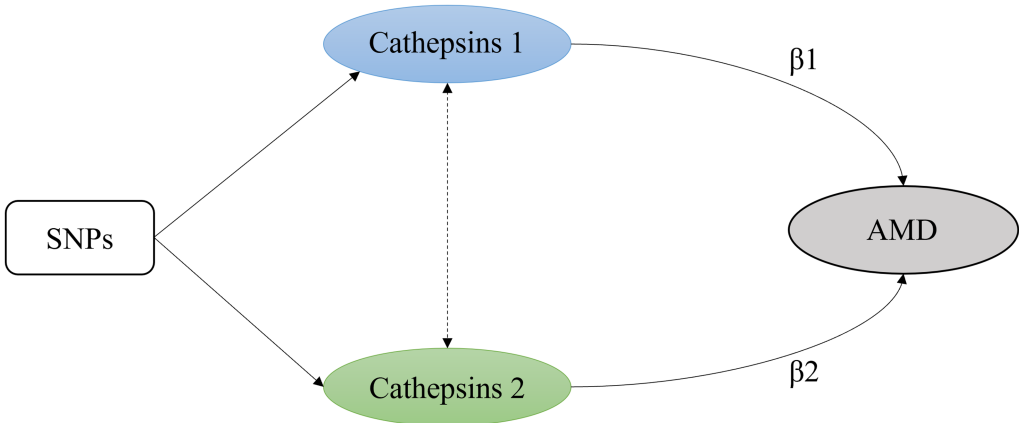 Cathepsins 1
β1
SNPs
AMD
Cathepsins 2
β2